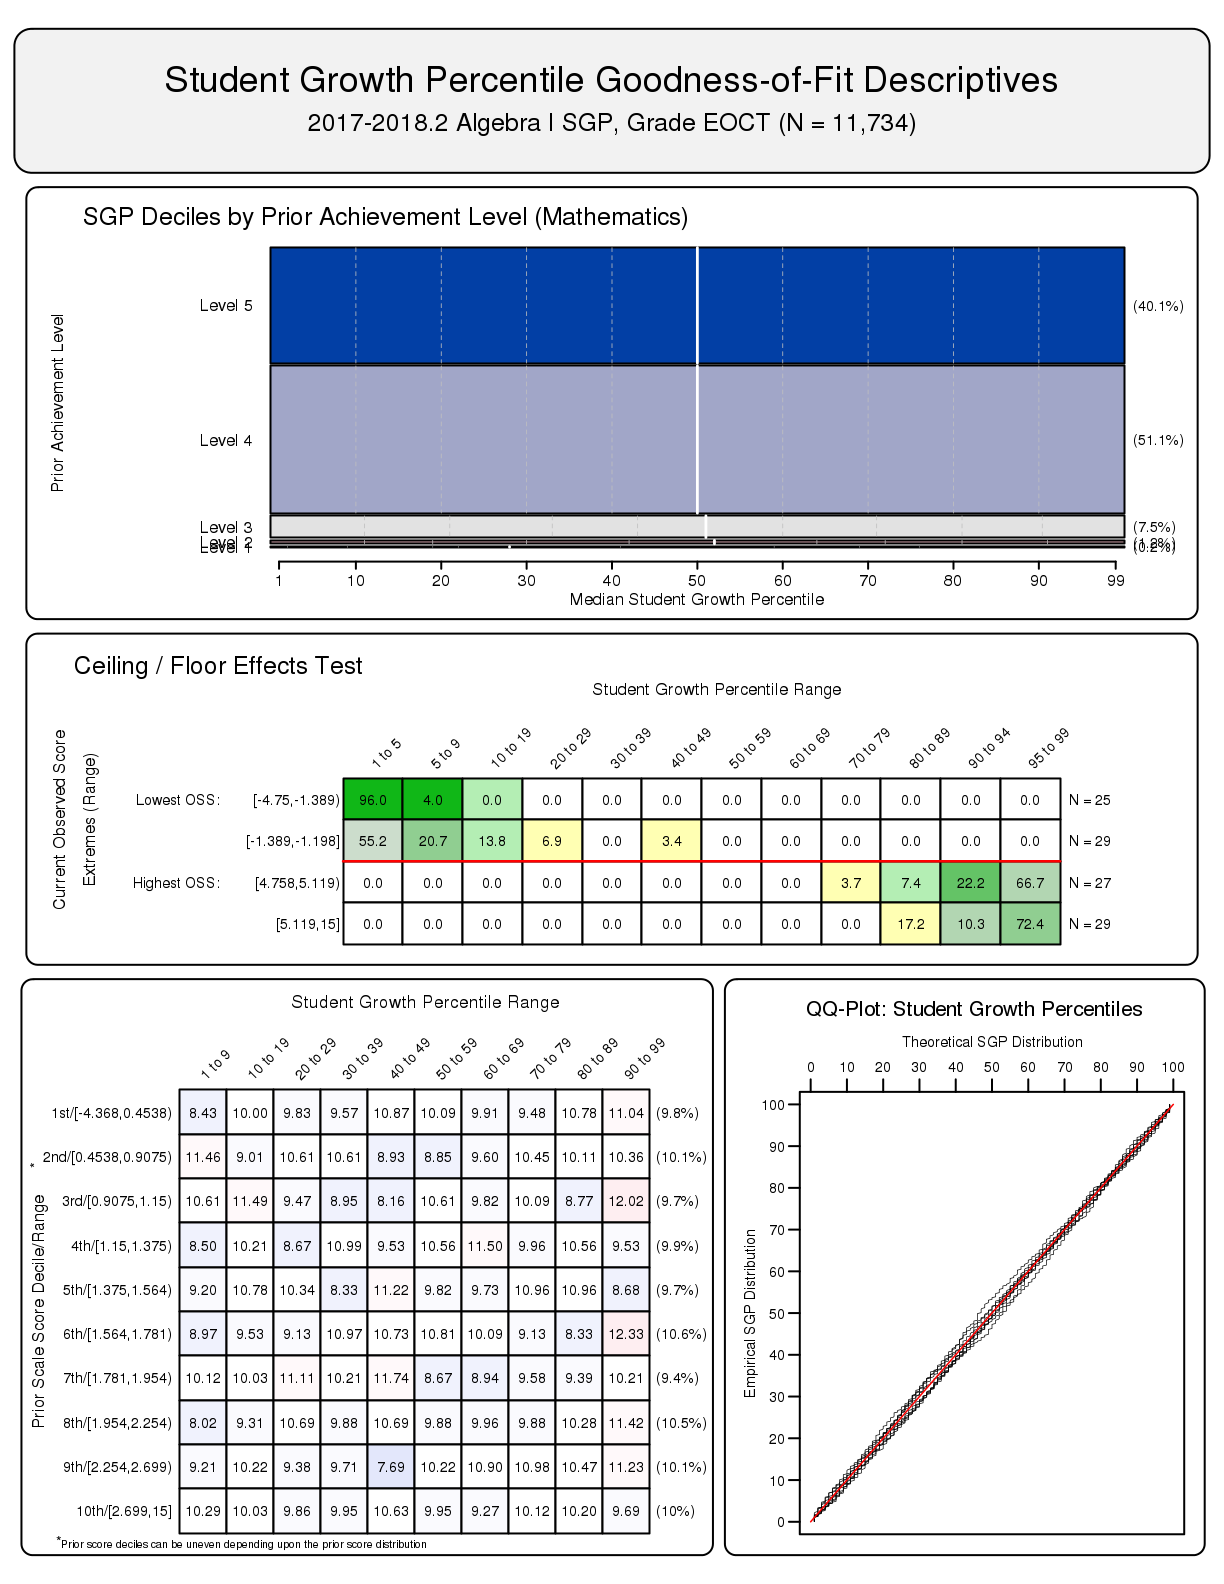 Student Growth Percentile Goodness-of-Fit Descriptives
2017-2018.2 Algebra I SGP, Grade EOCT (N = 11,734)
SGP Deciles by Prior Achievement Level (Mathematics)
Prior Achievement Level
Level 5 (40.1%)
Level 4 (51.1%)
Level 3 (7.5%)
Level 2 (1.2%)
Level 1 (0.2%)
1 10 20 30 40 50 60 70 80 90 99
Median Student Growth Percentile
Ceiling / Floor Effects Test
Student Growth Percentile Range
Current Observed Score
Extremes (Range)
1 to 5 5 to 9 10 to 19 20 to 29 30 to 39 40 to 49 50 to 59 60 to 69 70 to 79 80 to 89 90 to 94 95 to 99
Lowest OSS: [-4.75,-1.389) 96.0 4.0 0.0 0.0 0.0 0.0 0.0 0.0 0.0 0.0 0.0 0.0 N = 25
[-1.389,-1.198] 55.2 20.7 13.8 6.9 0.0 3.4 0.0 0.0 0.0 0.0 0.0 0.0 N = 29
Highest OSS: [4.758,5.119) 0.0 0.0 0.0 0.0 0.0 0.0 0.0 0.0 3.7 7.4 22.2 66.7 N = 27
[5.119,15] 0.0 0.0 0.0 0.0 0.0 0.0 0.0 0.0 0.0 17.2 10.3 72.4 N = 29
Student Growth Percentile Range
1 to 9 10 to 19 20 to 29 30 to 39 40 to 49 50 to 59 60 to 69 70 to 79 80 to 89 90 to 99
Prior Scale Score Decile/Range *
1st/[-4.368,0.4538) 8.43 10.00 9.83 9.57 10.87 10.09 9.91 9.48 10.78 11.04 (9.8%)
2nd/[0.4538,0.9075) 11.46 9.01 10.61 10.61 8.93 8.85 9.60 10.45 10.11 10.36 (10.1%)
3rd/[0.9075,1.15) 10.61 11.49 9.47 8.95 8.16 10.61 9.82 10.09 8.77 12.02 (9.7%)
4th/[1.15,1.375) 8.50 10.21 8.67 10.99 9.53 10.56 11.50 9.96 10.56 9.53 (9.9%)
5th/[1.375,1.564) 9.20 10.78 10.34 8.33 11.22 9.82 9.73 10.96 10.96 8.68 (9.7%)
6th/[1.564,1.781) 8.97 9.53 9.13 10.97 10.73 10.81 10.09 9.13 8.33 12.33 (10.6%)
7th/[1.781,1.954) 10.12 10.03 11.11 10.21 11.74 8.67 8.94 9.58 9.39 10.21 (9.4%)
8th/[1.954,2.254) 8.02 9.31 10.69 9.88 10.69 9.88 9.96 9.88 10.28 11.42 (10.5%)
9th/[2.254,2.699) 9.21 10.22 9.38 9.71 7.69 10.22 10.90 10.98 10.47 11.23 (10.1%)
10th/[2.699,15] 10.29 10.03 9.86 9.95 10.63 9.95 9.27 10.12 10.20 9.69 (10%)
*Prior score deciles can be uneven depending upon the prior score distribution
QQ-Plot: Student Growth Percentiles
Theoretical SGP Distribution
0 10 20 30 40 50 60 70 80 90 100
Empirical SGP Distribution
100
90
80
70
60
50
40
30
20
10
0